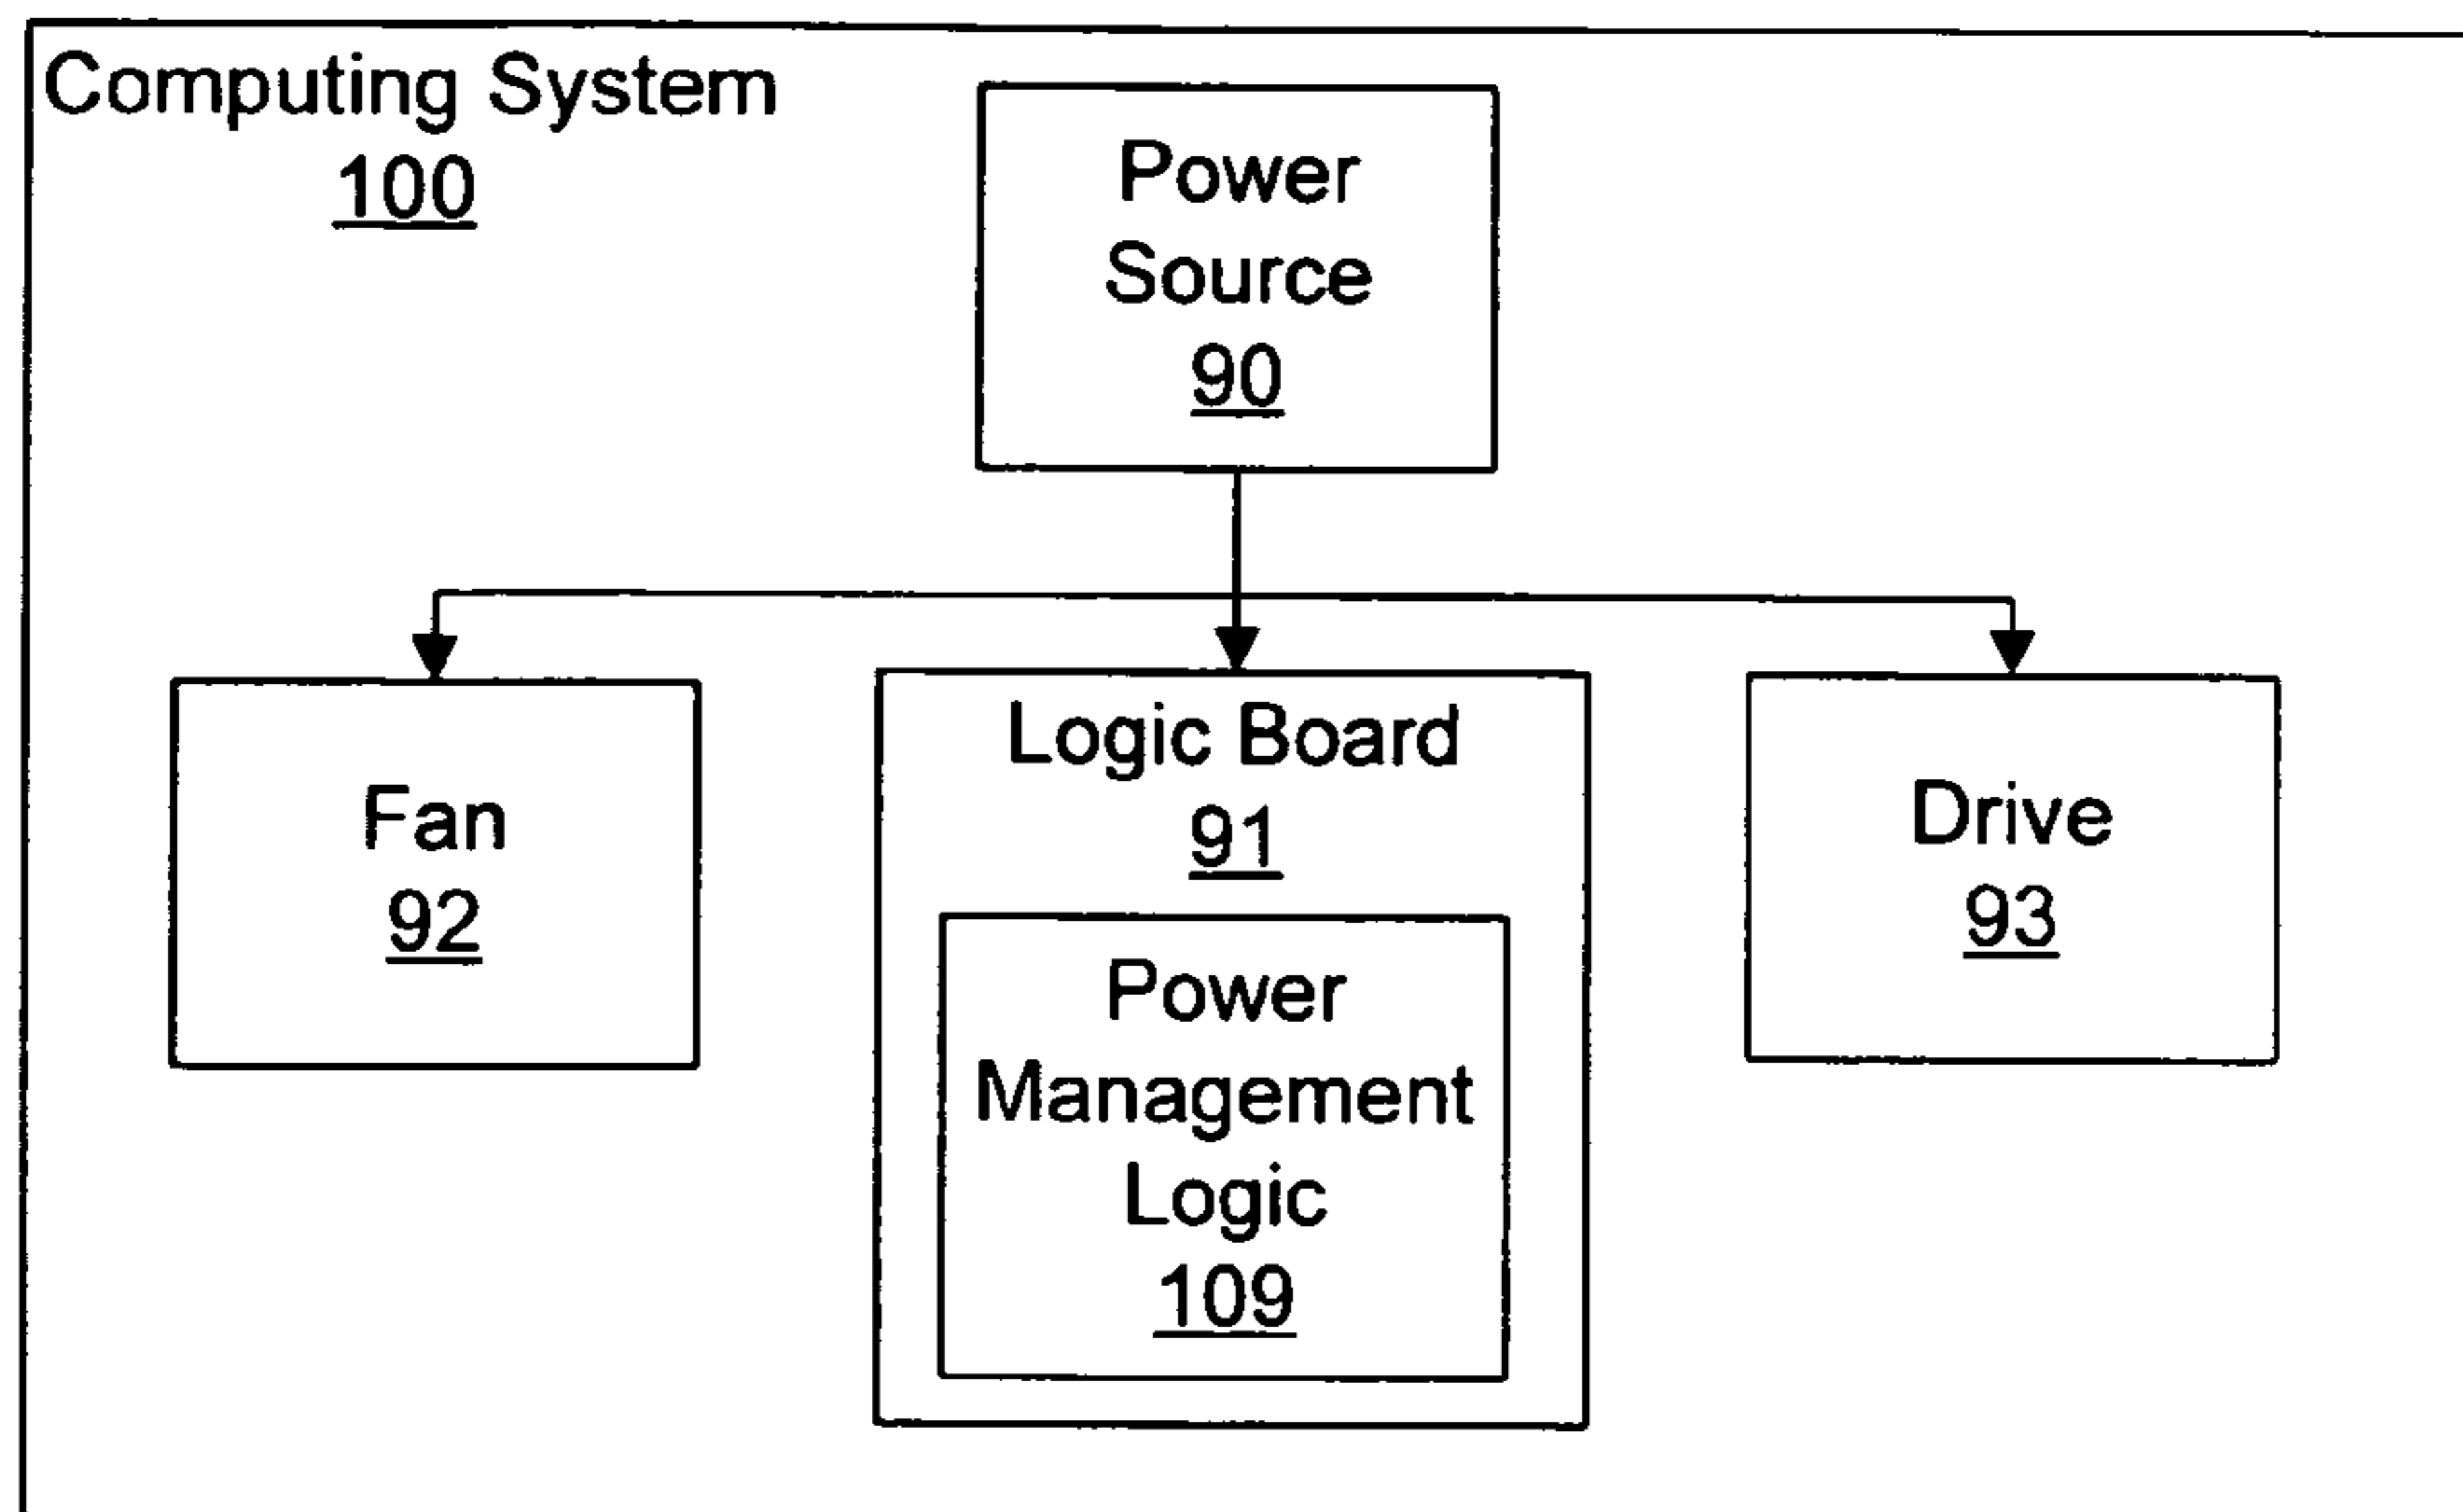 Computing System
100
Power
Source
90
Fan
92
Logic Board
91
Power
Management
Logic
109
Drive
93